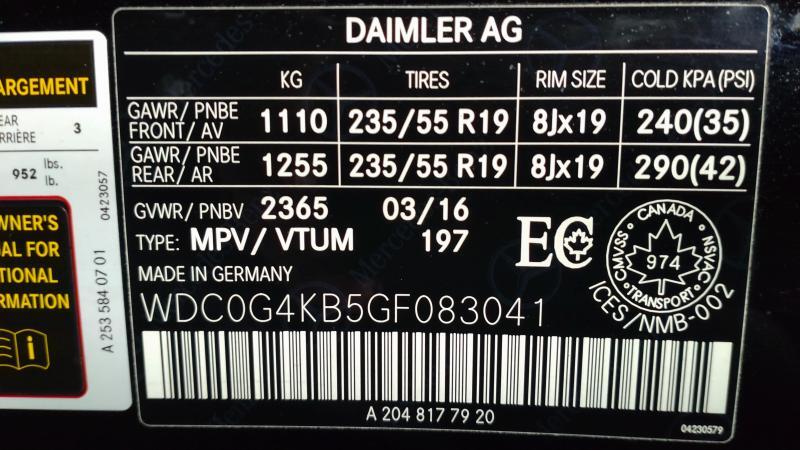 DAIMLER AG
KG TIRES RIM SIZE COLD KPA(PSI)
GAWR/ PNBE
FRONT/ AV 1110 235/55 R19 8Jx19 240(35)
GAWR/ PNBE
REAR/ AR 1255 235/55 R19 8Jx19 290(42)
GVWR/ PNBV 2365 03/16
TYPE: MPV/ VTUM 197
MADE IN GERMANY
WDC0G4KB5GF083041
A 204 817 79 20
04230579
EC
CANADA
CMVSS
NSVAC
974
TRANSPORT
ICES/NMB-002
ARGEMENT
EAR
RRIÈRE 3
952 lbs.
lb.
0423057
WNER'S
AL FOR
TIONAL
RMATION
i
A 253 584 07 01